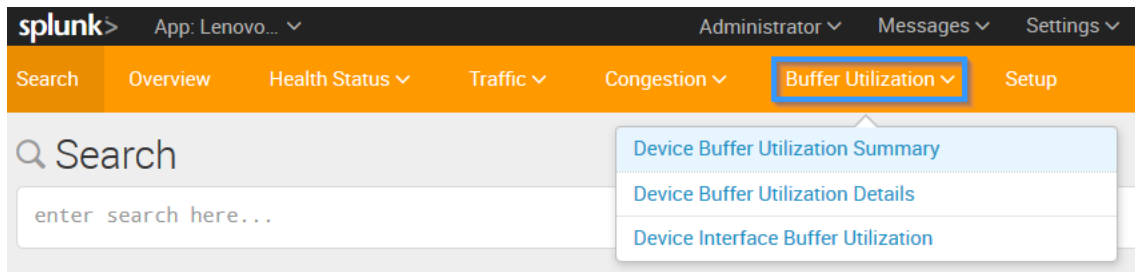 splunk> App: Lenovo... Administrator Messages Settings
Search Overview Health Status Traffic Congestion Buffer Utilization Setup
Search
enter search here...
Device Buffer Utilization Summary
Device Buffer Utilization Details
Device Interface Buffer Utilization